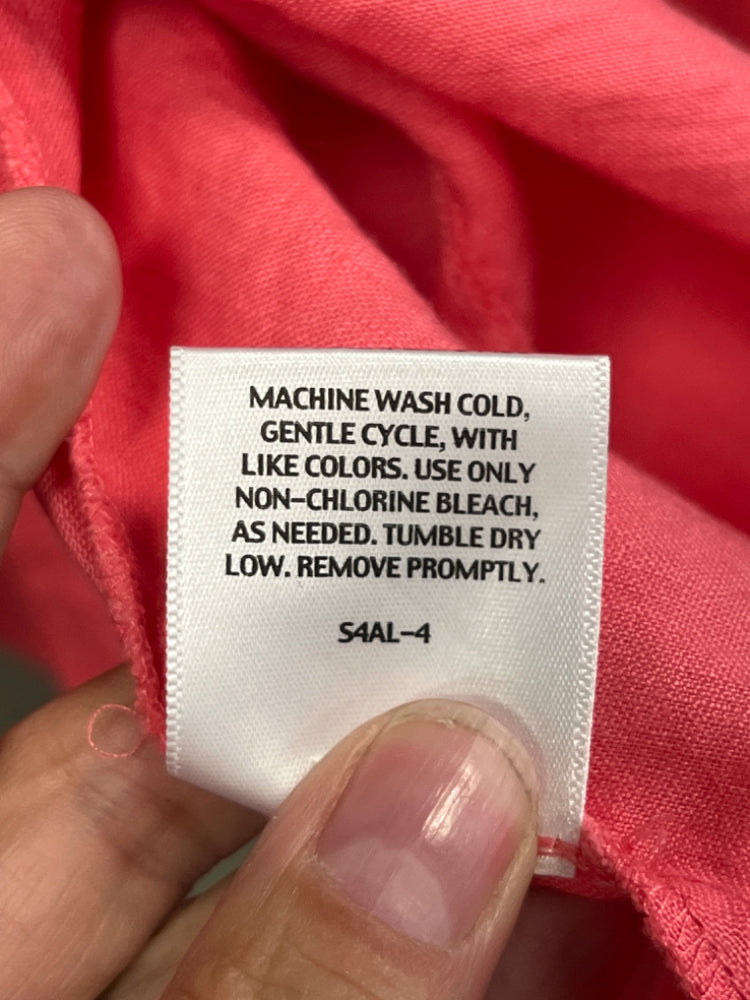 MACHINE WASH COLD,
GENTLE CYCLE, WITH
LIKE COLORS. USE ONLY
NON-CHLORINE BLEACH,
AS NEEDED. TUMBLE DRY
LOW. REMOVE PROMPTLY.
S4AL-4